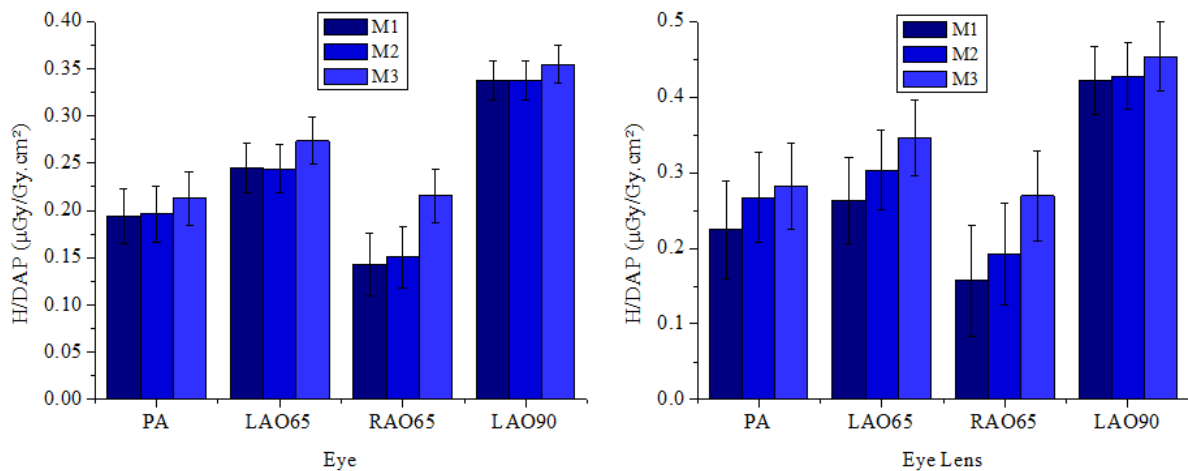 H/DAP (µGy/Gy.cm²)
0.40
0.35
0.30
0.25
0.20
0.15
0.10
0.05
0.00
M1
M2
M3
PA LAO65 RAO65 LAO90
Eye
H/DAP (µGy/Gy.cm²)
0.5
0.4
0.3
0.2
0.1
0.0
M1
M2
M3
PA LAO65 RAO65 LAO90
Eye Lens